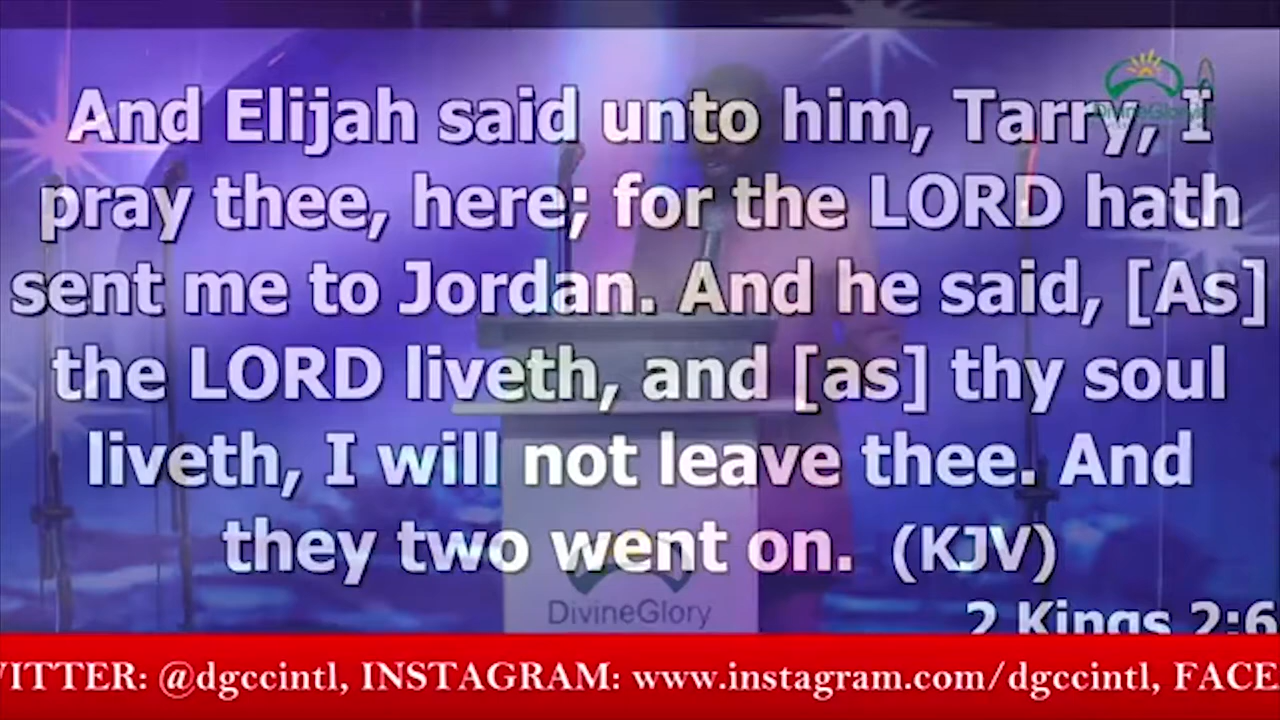 DivineGlory
And Elijah said unto him, Tarry, I
pray thee, here; for the LORD hath
sent me to Jordan. And he said, [As]
the LORD liveth, and [as] thy soul
liveth, I will not leave thee. And
they two went on. (KJV)
DivineGlory
2 Kings 2:6
VITTER: @dgccintl, INSTAGRAM: www.instagram.com/dgccintl, FACE